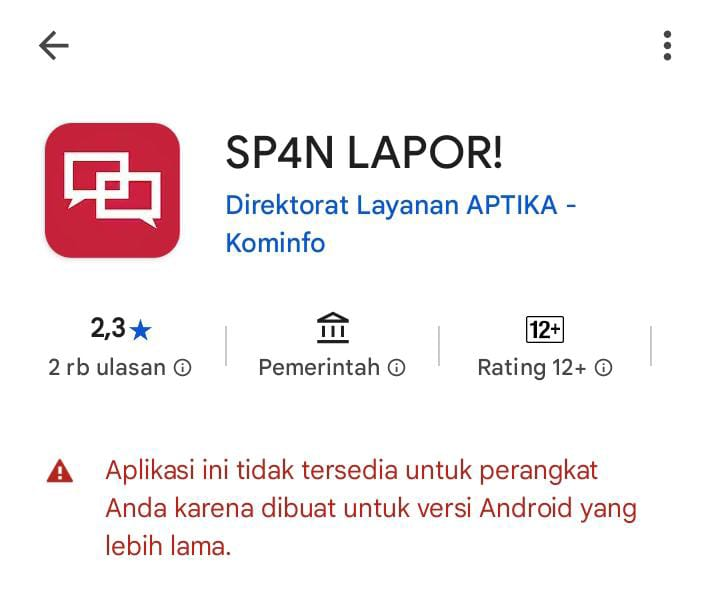 SP4N LAPOR!
Direktorat Layanan APTIKA -
Kominfo
2,3★
2 rb ulasan
Pemerintah
12+
Rating 12+
Aplikasi ini tidak tersedia untuk perangkat
Anda karena dibuat untuk versi Android yang
lebih lama.